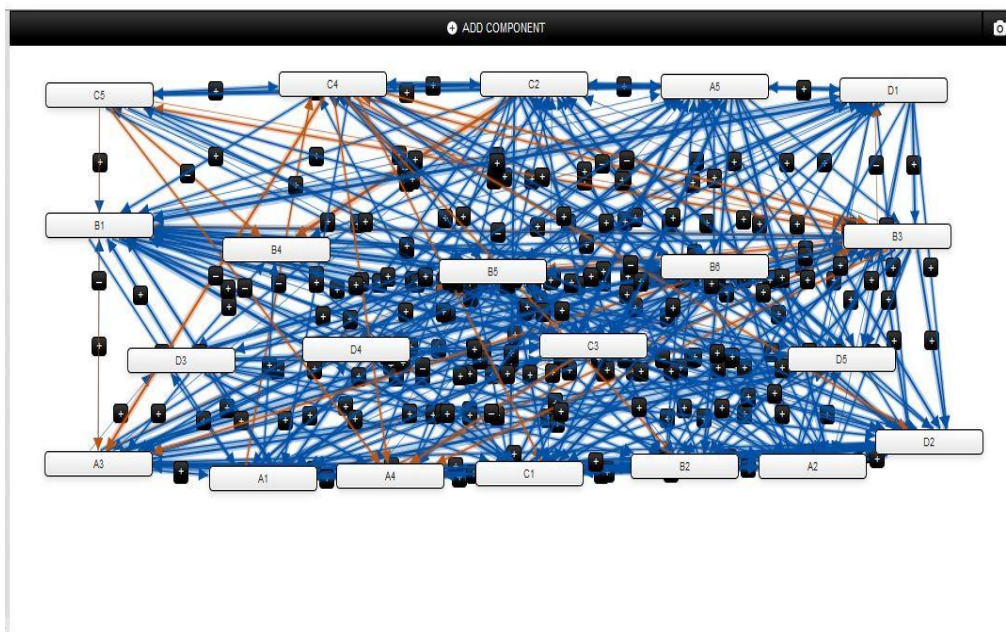 ADD COMPONENT
C5
C4
C2
A5
D1
B1
B4
B5
B6
B3
D3
D4
C3
D5
A3
A1
A4
C1
B2
A2
D2